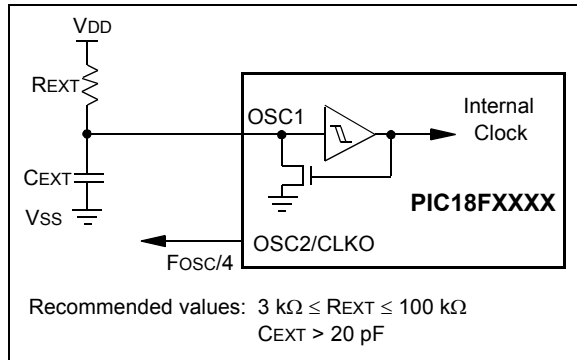 VDD
REXT
OSC1
Internal
Clock
CEXT
PIC18FXXXX
VSS
OSC2/CLKO
FOSC/4
Recommended values: 3 kΩ ≤ REXT ≤ 100 kΩ
CEXT > 20 pF